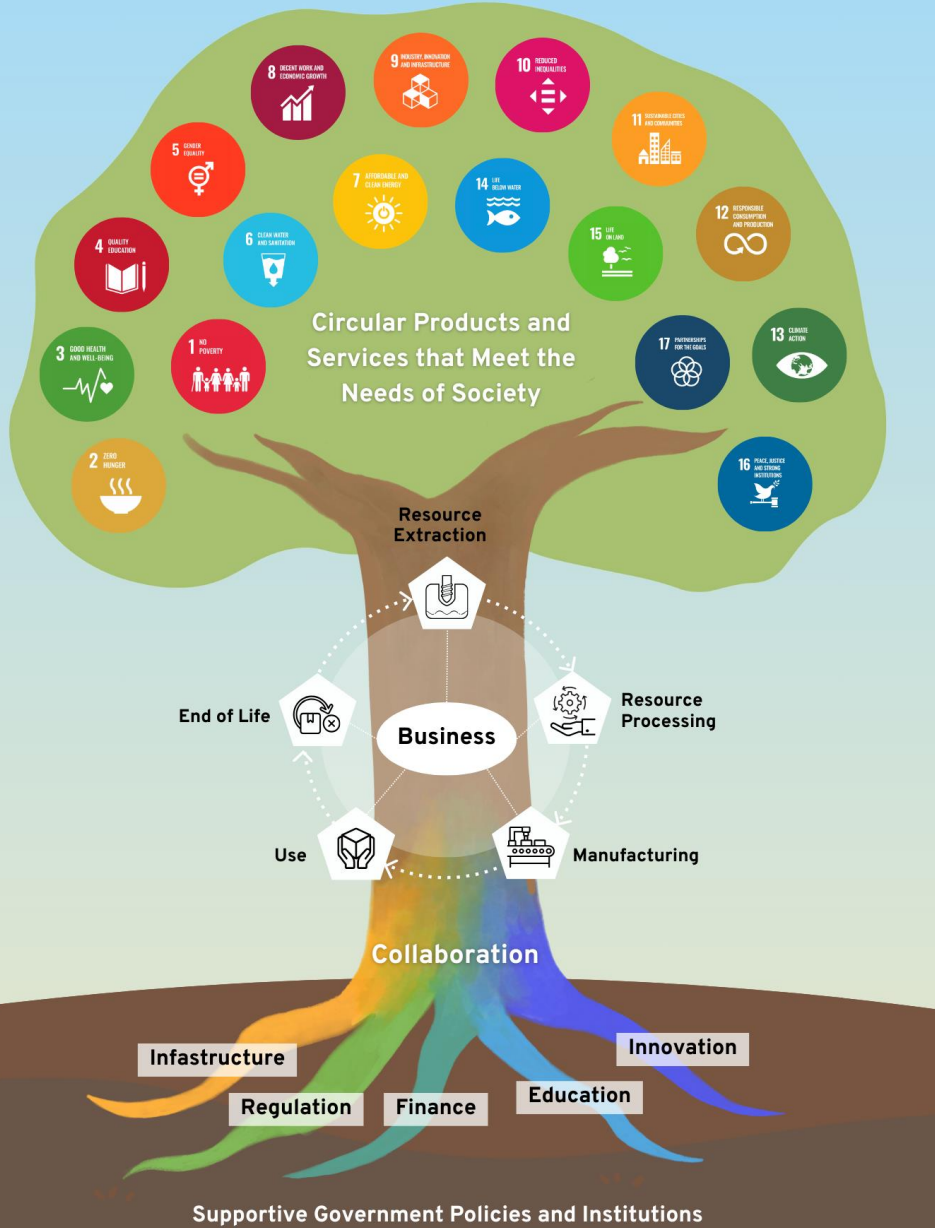 8 DECENT WORK AND
ECONOMIC GROWTH
9 INDUSTRY, INNOVATION
AND INFRASTRUCTURE
10 REDUCED
INEQUALITIES
11 SUSTAINABLE CITIES
AND COMMUNITIES
5 GENDER
EQUALITY
7 AFFORDABLE AND
CLEAN ENERGY
14 LIFE
BELOW WATER
12 RESPONSIBLE
CONSUMPTION
AND PRODUCTION
4 QUALITY
EDUCATION
6 CLEAN WATER
AND SANITATION
15 LIFE
ON LAND
Circular Products and
Services that Meet the
Needs of Society
3 GOOD HEALTH
AND WELL-BEING
1 NO
POVERTY
17 PARTNERSHIPS
FOR THE GOALS
13 CLIMATE
ACTION
2 ZERO
HUNGER
16 PEACE, JUSTICE
AND STRONG
INSTITUTIONS
Resource
Extraction
End of Life
Resource
Processing
Business
Use
Manufacturing
Collaboration
Infastructure
Innovation
Regulation
Finance
Education
Supportive Government Policies and Institutions